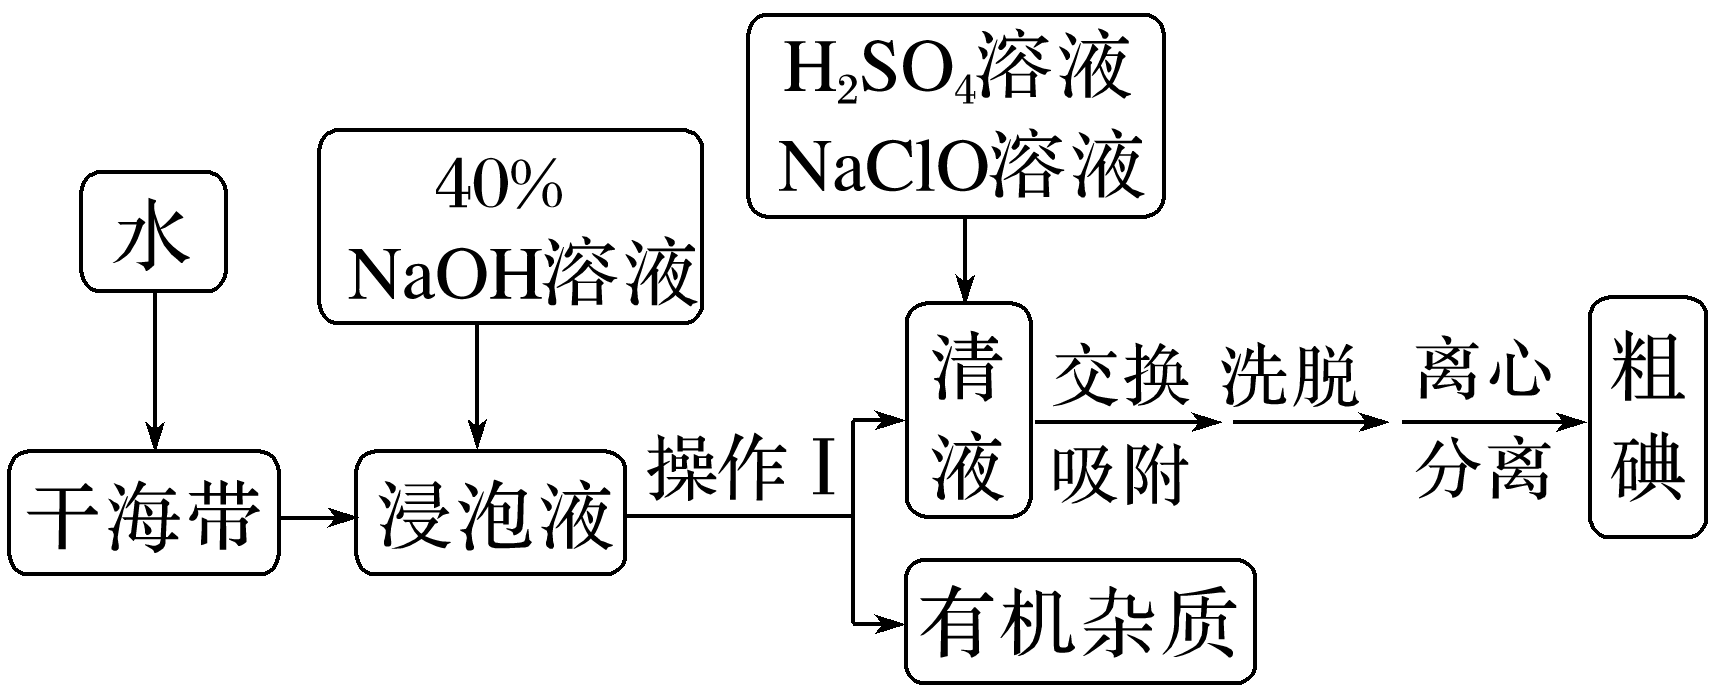 水
40%
NaOH溶液
H₂SO₄溶液
NaClO溶液
干海带
浸泡液
操作Ⅰ
清
液
有机杂质
交换
吸附
洗脱
离心
分离
粗
碘